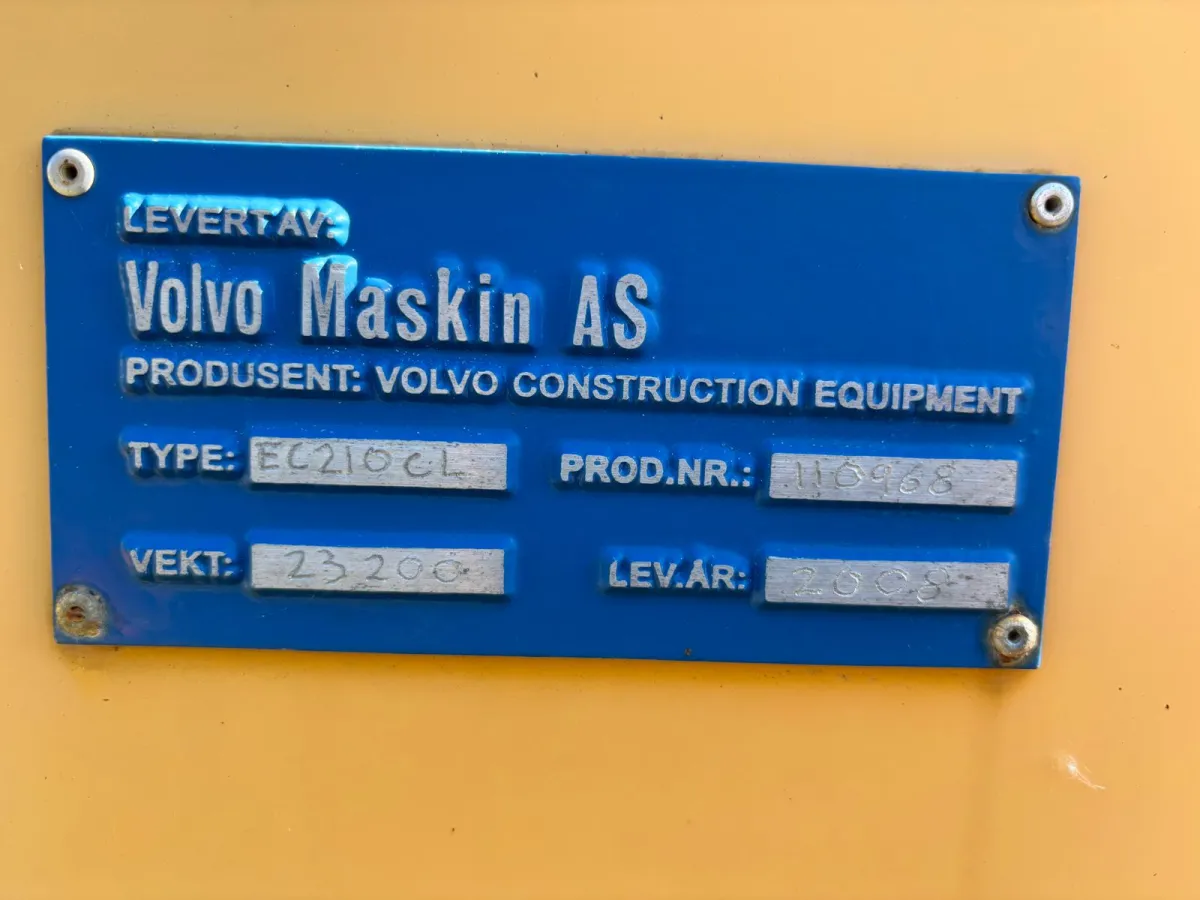 LEVERT AV:
Volvo Maskin AS
PRODUSENT: VOLVO CONSTRUCTION EQUIPMENT
TYPE: EC210CL PROD.NR.: 110968
VEKT: 23200 LEV.ÅR: 2008